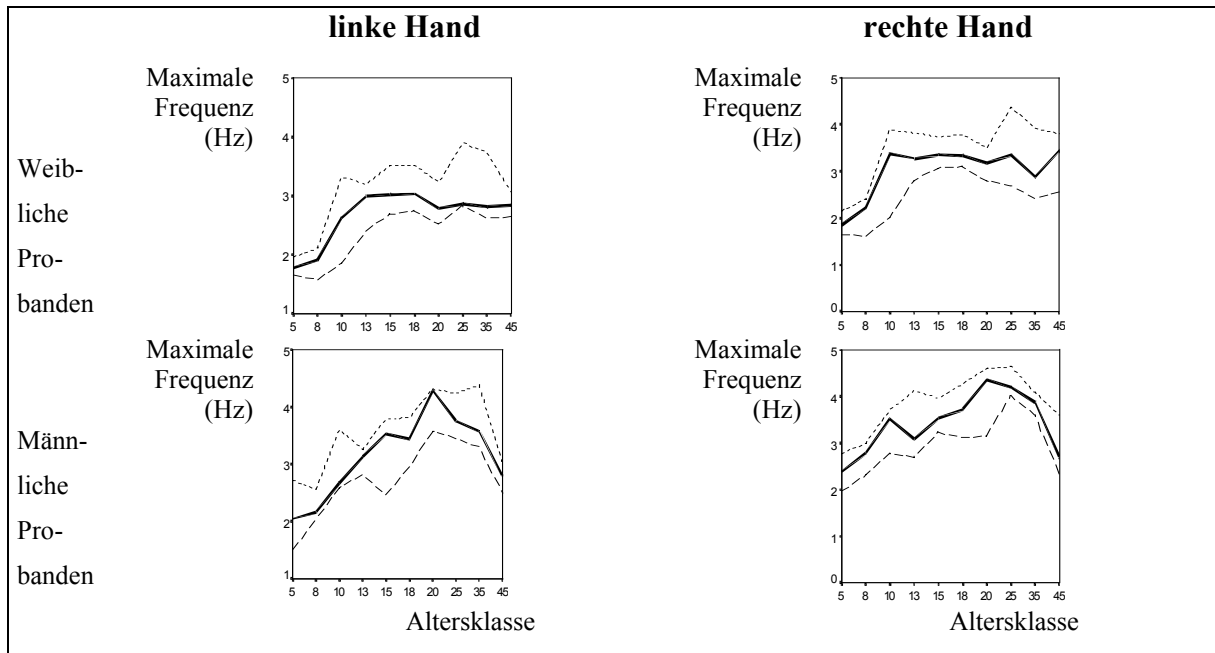 linke Hand
rechte Hand
Maximale
Frequenz
(Hz)
5
4
3
2
1
5 8 10 13 15 18 20 25 35 45
Maximale
Frequenz
(Hz)
5
4
3
2
1
0
5 8 10 13 15 18 20 25 35 45
Weib-
liche
Pro-
banden
Maximale
Frequenz
(Hz)
5
4
3
2
1
5 8 10 13 15 18 20 25 35 45
Altersklasse
Maximale
Frequenz
(Hz)
5
4
3
2
1
0
5 8 10 13 15 18 20 25 35 45
Altersklasse
Männ-
liche
Pro-
banden